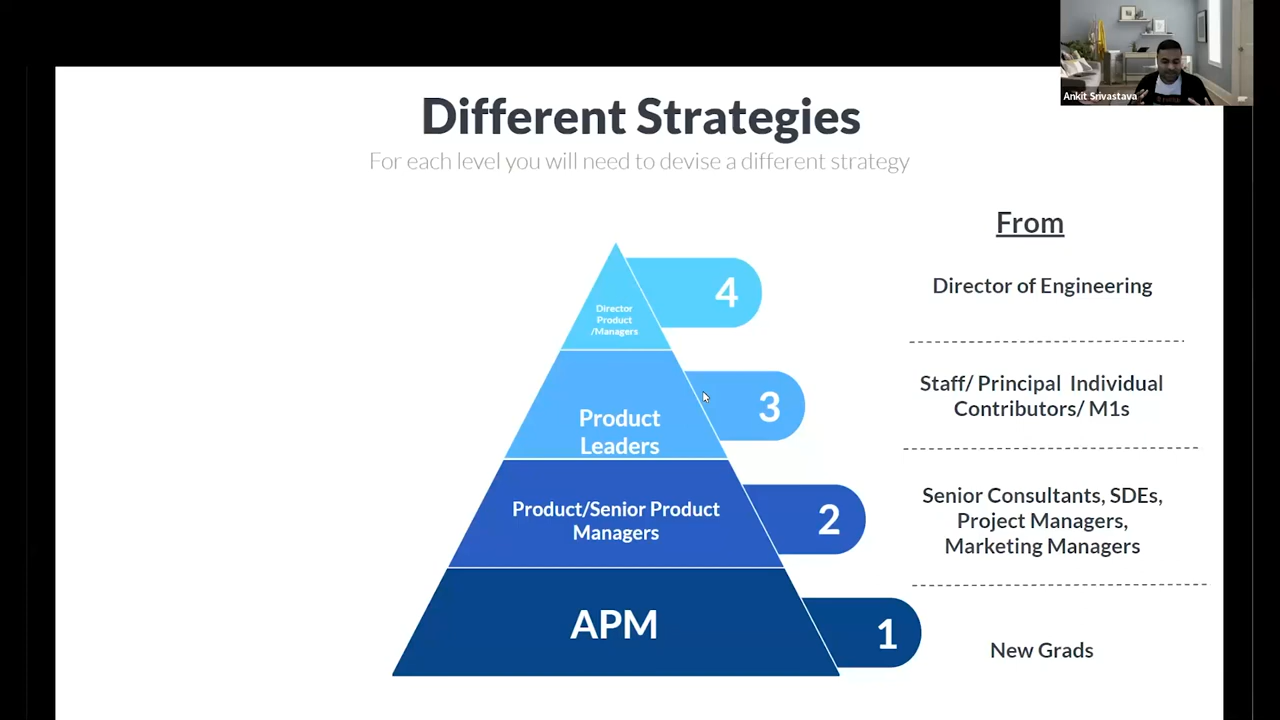 Ankit Srivastava
Different Strategies
For each level you will need to devise a different strategy
From
4
Director
Product
/Managers
Director of Engineering
3
Product
Leaders
Staff/ Principal Individual
Contributors/ M1s
2
Product/Senior Product
Managers
Senior Consultants, SDEs,
Project Managers,
Marketing Managers
1
APM
New Grads